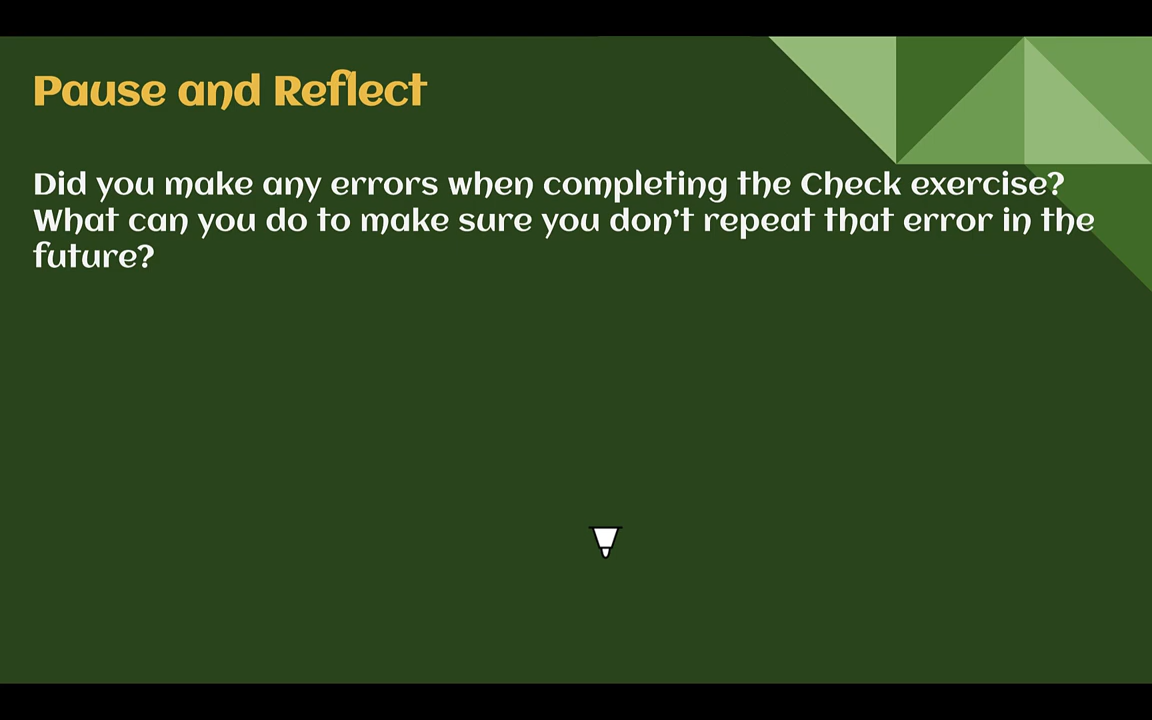 Pause and Reflect
Did you make any errors when completing the Check exercise?
What can you do to make sure you don't repeat that error in the
future?